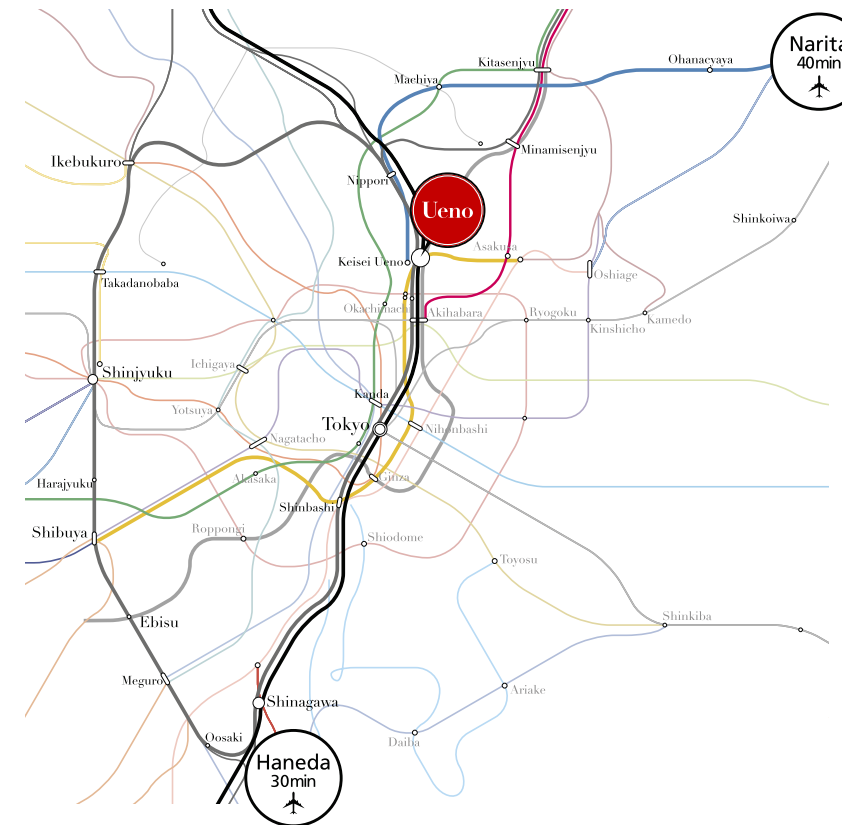 Narita
40min
Ohanacyaya
Kitasenjyu
Machiya
Minamisenjyu
Ikebukuro
Nippori
Ueno
Shinkoiwa
Asakusa
Keisei Ueno
Oshiage
Takadanobaba
Okachimachi
Akihabara
Ryogoku
Kamedo
Kinshicho
Ichigaya
Shinjyuku
Kanda
Yotsuya
Tokyo
Nihonbashi
Nagatacho
Akasaka
Ginza
Harajyuku
Shinbashi
Roppongi
Shibuya
Shiodome
Toyosu
Ebisu
Shinkiba
Meguro
Ariake
Shinagawa
Oosaki
Daiba
Haneda
30min